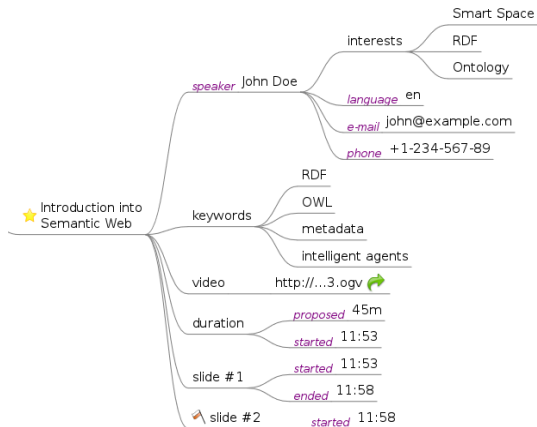 Smart Space
interests
RDF
Ontology
speaker John Doe
language en
e-mail john@example.com
phone +1-234-567-89
RDF
OWL
keywords
metadata
intelligent agents
Introduction into
Semantic Web
video http://...3.ogv
proposed 45m
duration
started 11:53
started 11:53
slide #1
ended 11:58
slide #2 started 11:58